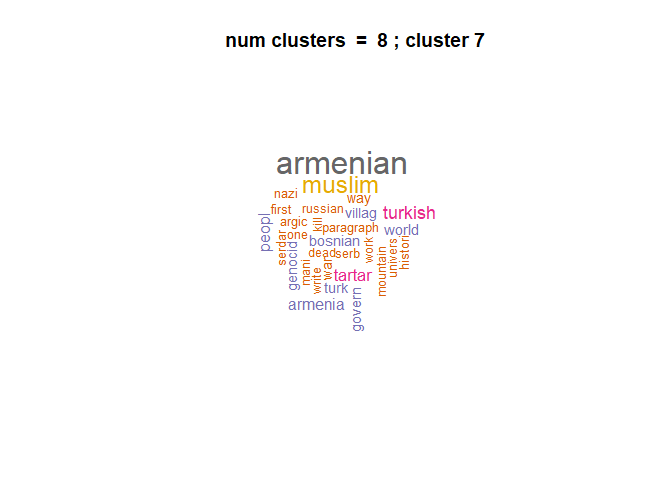 num clusters = 8 ; cluster 7
armenian
muslim
nazi
way
first
russian
villag
turkish
peopl
argic
kill
paragraph
world
serdar
one
bosnian
work
univers
histori
genocid
dead
serb
mountain
mani
write
war
tartar
turk
armenia
govern